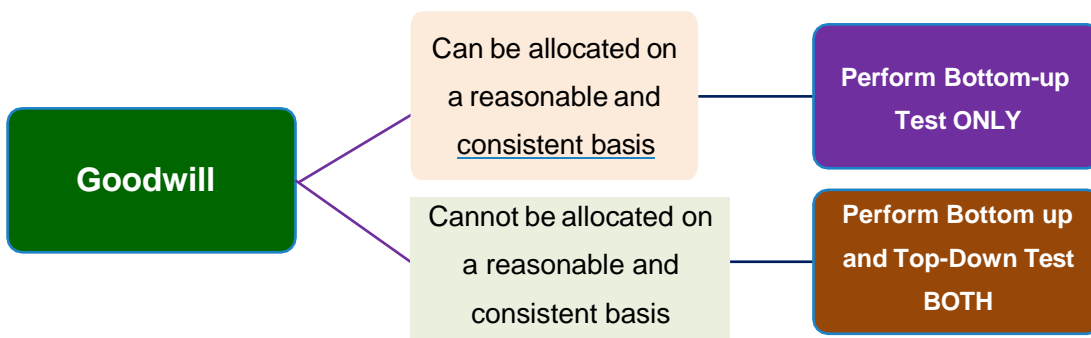 Goodwill
Can be allocated on
a reasonable and
consistent basis
Perform Bottom-up
Test ONLY
Cannot be allocated on
a reasonable and
consistent basis
Perform Bottom up
and Top-Down Test
BOTH